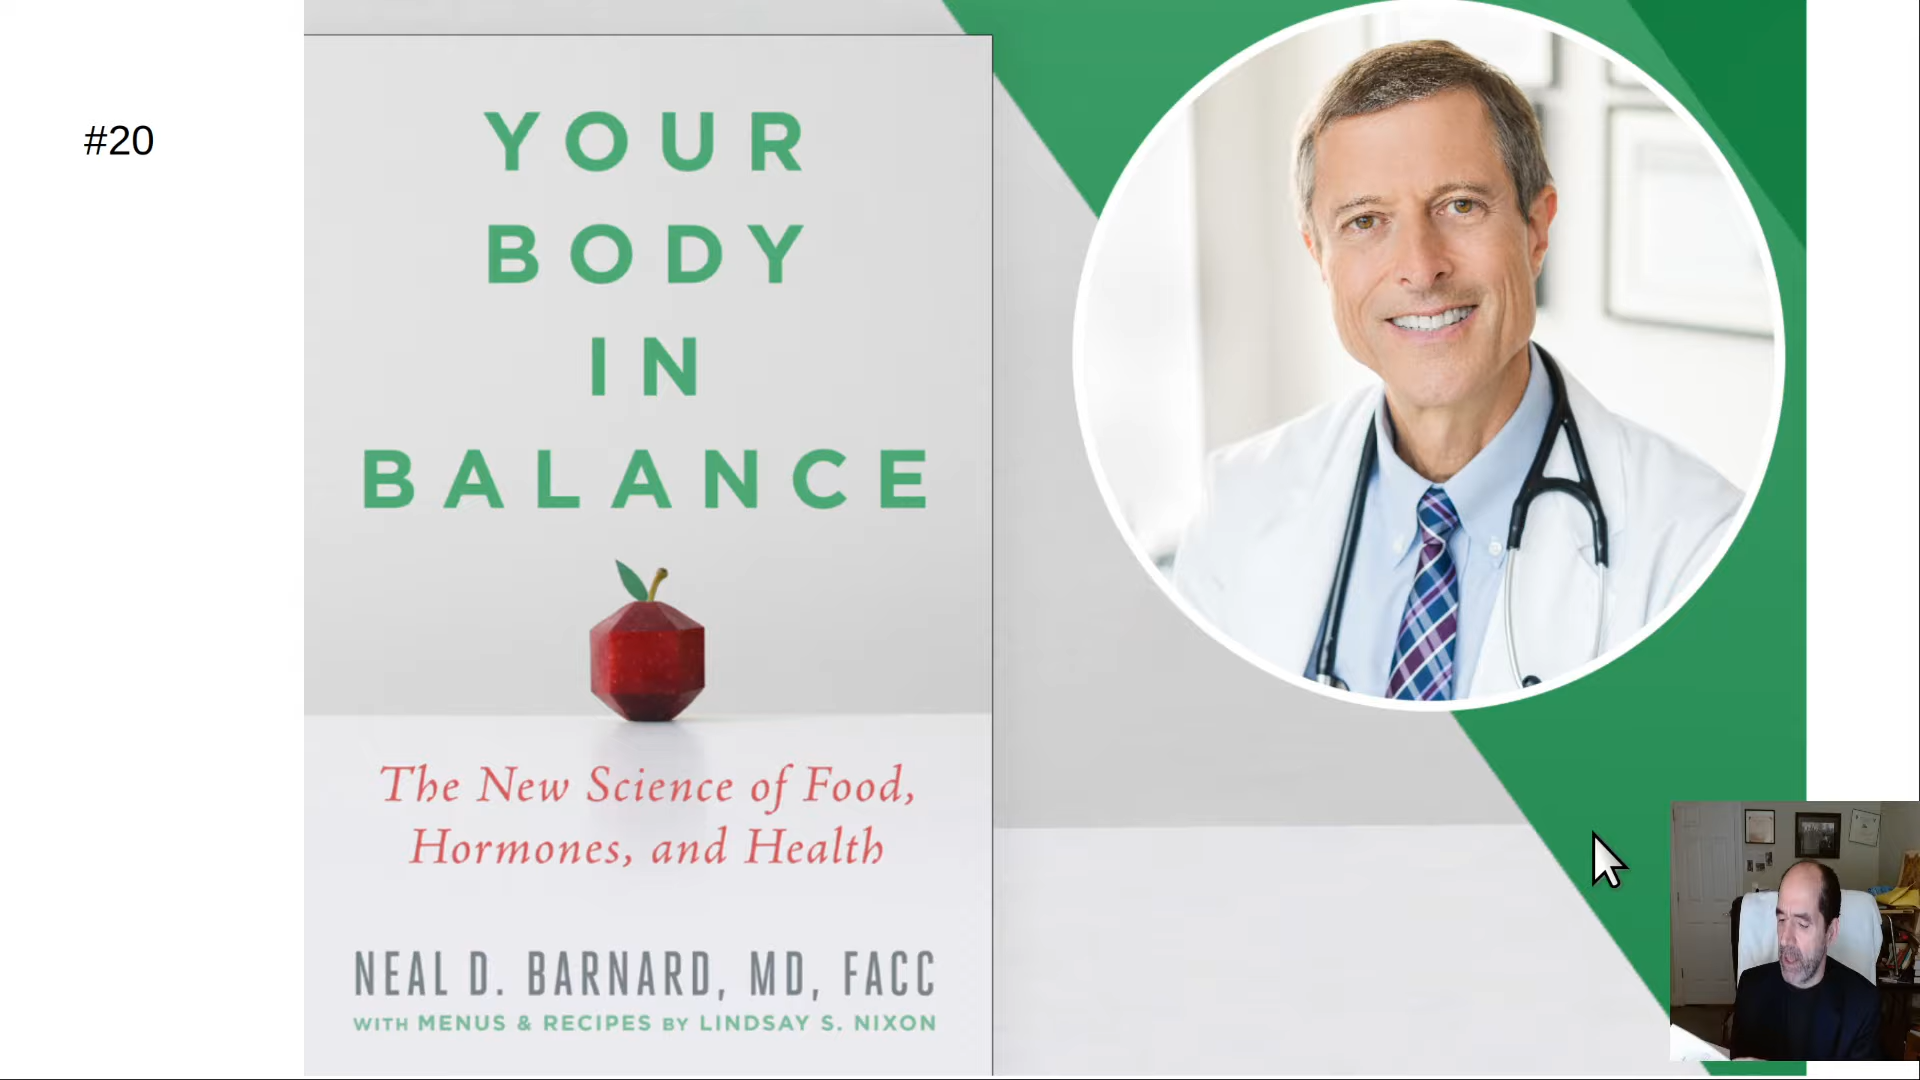 #20
YOUR
BODY
IN
BALANCE
The New Science of Food,
Hormones, and Health
NEAL D. BARNARD, MD, FACC
WITH MENUS & RECIPES BY LINDSAY S. NIXON